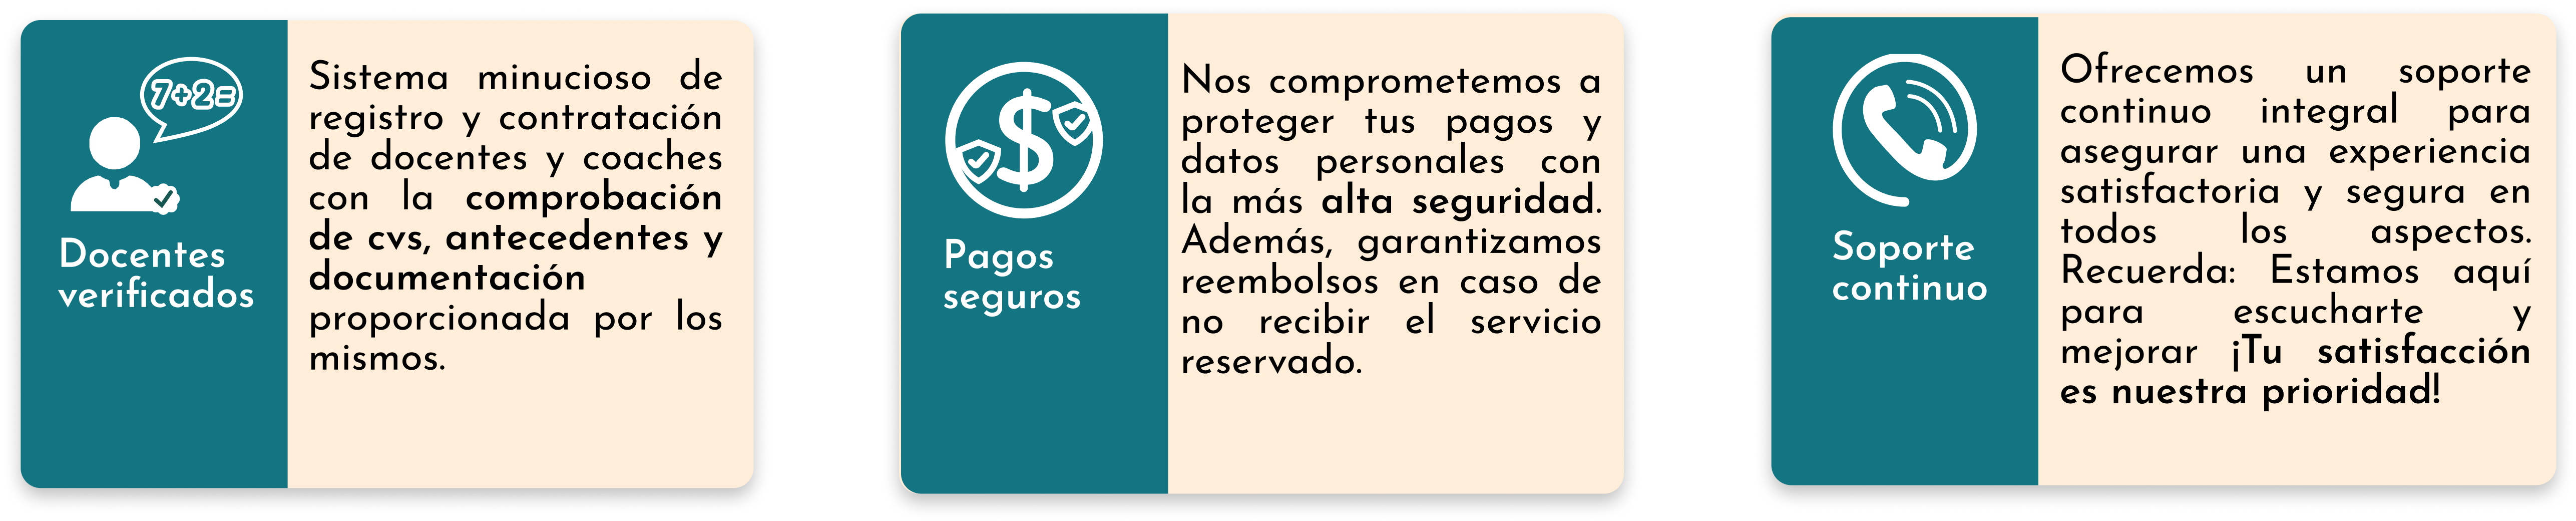 7+2=
Docentes
verificados
Sistema minucioso de
registro y contratación
de docentes y coaches
con la comprobación
de cvs, antecedentes y
documentación
proporcionada por los
mismos.
$
Pagos
seguros
Nos comprometemos a
proteger tus pagos y
datos personales con
la más alta seguridad.
Además, garantizamos
reembolsos en caso de
no recibir el servicio
reservado.
Soporte
continuo
Ofrecemos un soporte
continuo integral para
asegurar una experiencia
satisfactoria y segura en
todos los aspectos.
Recuerda: Estamos aquí
para escucharte y
mejorar ¡Tu satisfacción
es nuestra prioridad!